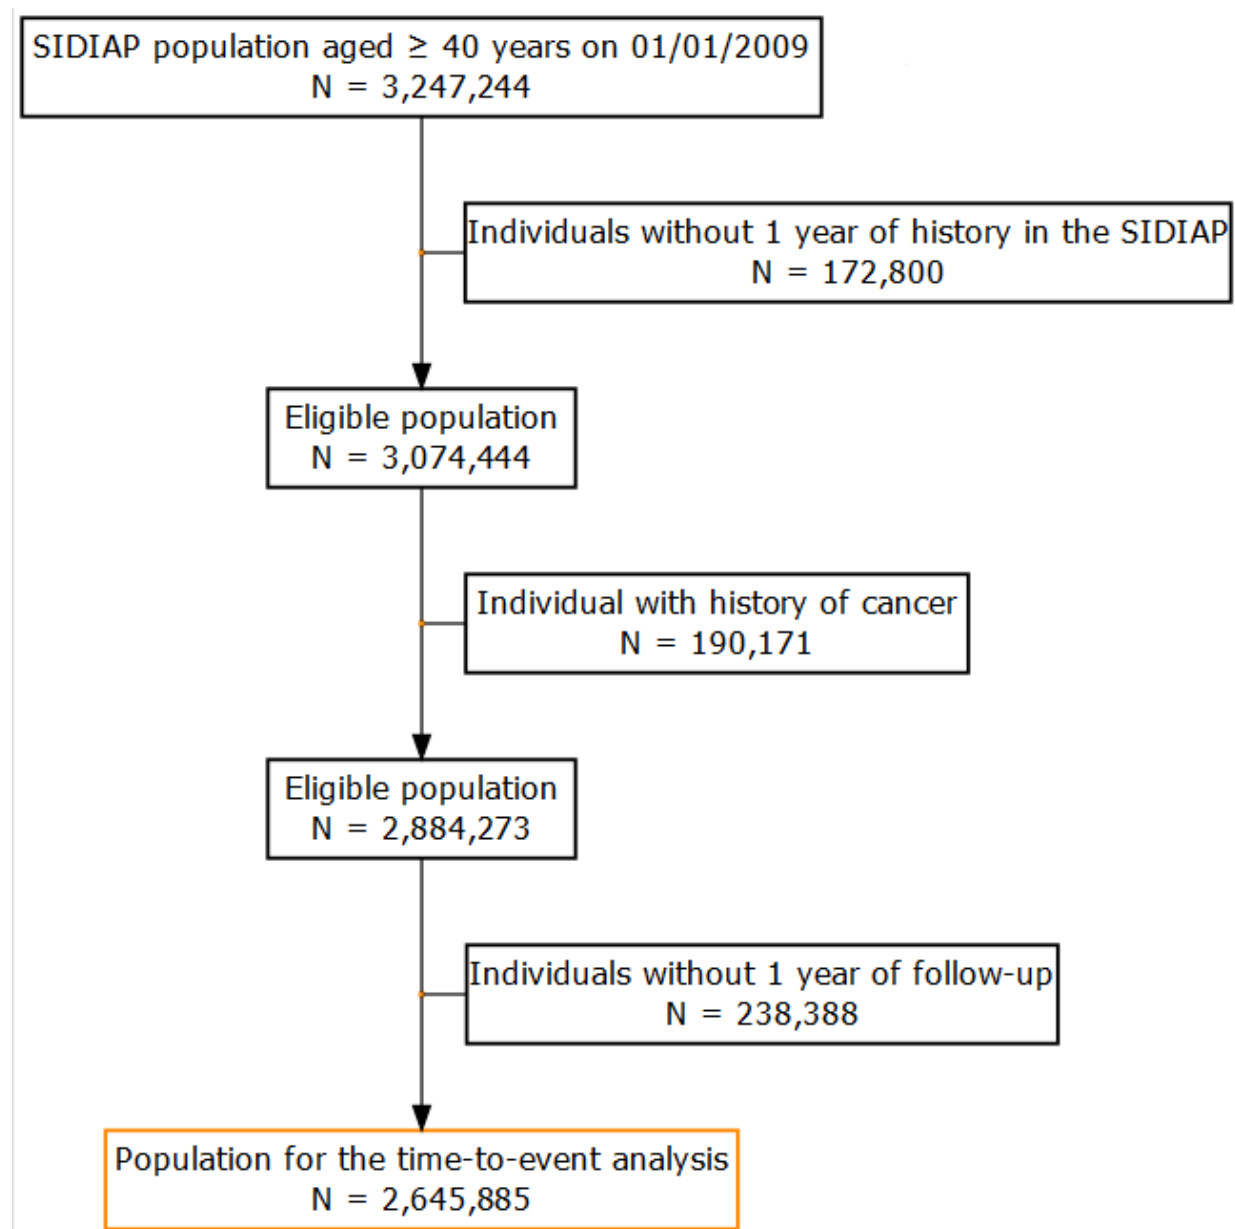 SIDIAP population aged ≥ 40 years on 01/01/2009
N = 3,247,244
Individuals without 1 year of history in the SIDIAP
N = 172,800
Eligible population
N = 3,074,444
Individual with history of cancer
N = 190,171
Eligible population
N = 2,884,273
Individuals without 1 year of follow-up
N = 238,388
Population for the time-to-event analysis
N = 2,645,885